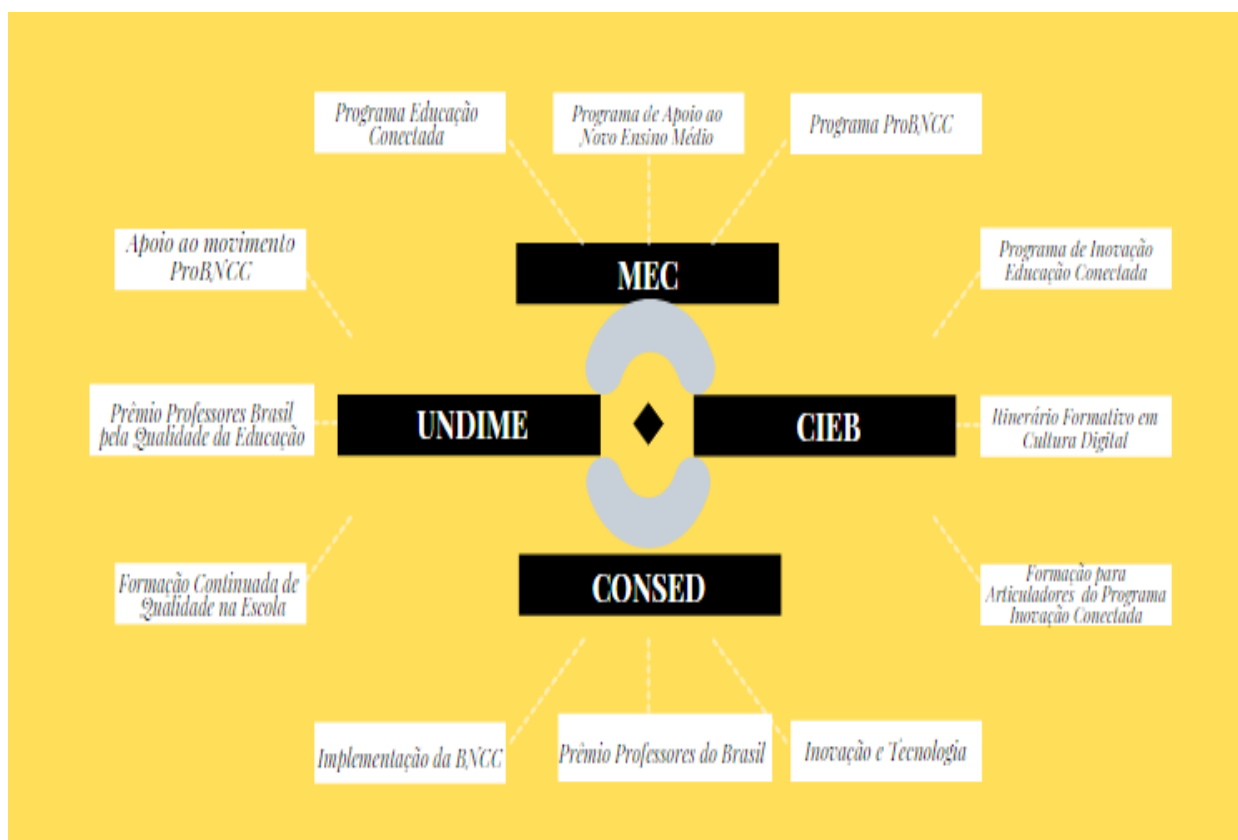 Programa Educação
Conectada
Programa de Apoio ao
Novo Ensino Médio
Programa ProBNCC
Apoio ao movimento
ProBNCC
MEC
Programa de Inovação
Educação Conectada
Prêmio Professores Brasil
pela Qualidade da Educação
UNDIME
CIEB
Itinerário Formativo em
Cultura Digital
Formação Continuada de
Qualidade na Escola
CONSED
Formação para
Articuladores do Programa
Inovação Conectada
Implementação da BNCC
Prêmio Professores do Brasil
Inovação e Tecnologia